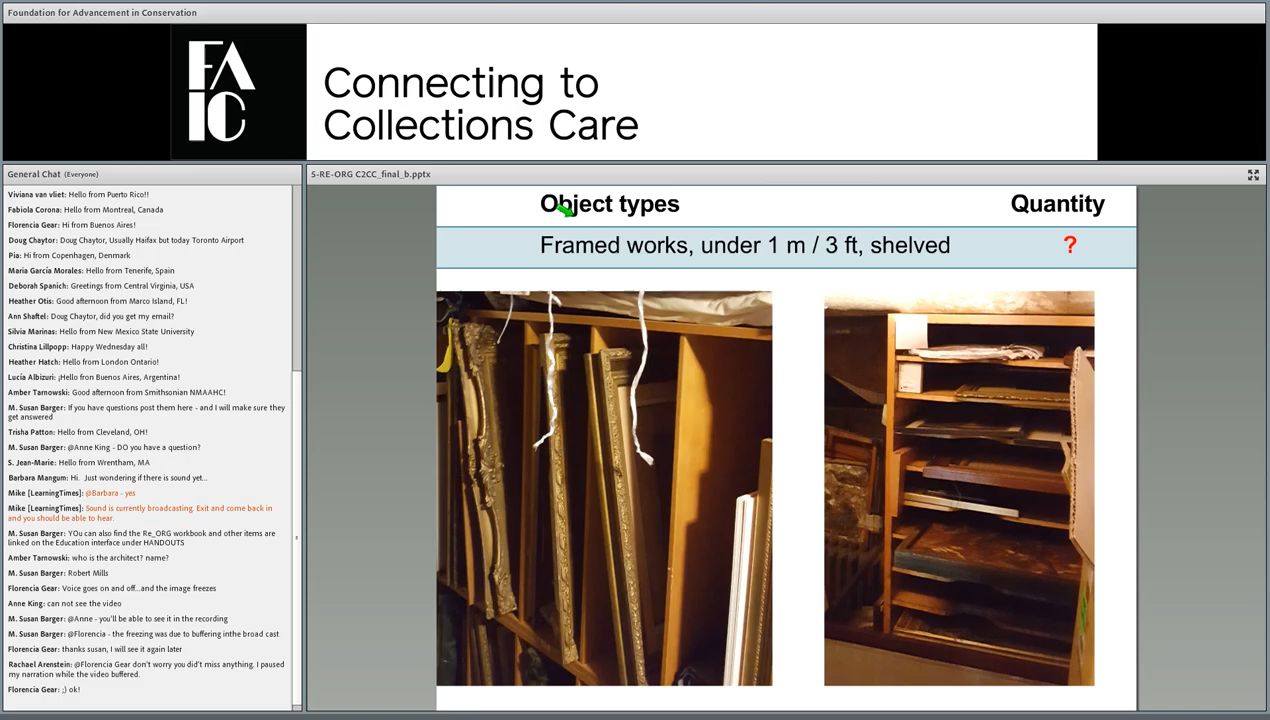 Foundation for Advancement in Conservation
FA
IC
Connecting to
Collections Care
General Chat (Everyone)
Viviana van vliet: Hello from Puerto Rico!!
Fabiola Corona: Hello from Montreal, Canada
Florencia Gear: Hi from Buenos Aires!
Doug Chaytor: Doug Chaytor, Usually Haifax but today Toronto Airport
Pia: Hi from Copenhagen, Denmark
Maria García Morales: Hello from Tenerife, Spain
Deborah Spanich: Greetings from Central Virginia, USA
Heather Otis: Good afternoon from Marco Island, FL!
Ann Shaftel: Doug Chaytor, did you get my email?
Silvia Marinas: Hello from New Mexico State University
Christina Lillpopp: Happy Wednesday all!
Heather Hatch: Hello from London Ontario!
Lucía Albizuri: ¡Hello fron Buenos Aires, Argentina!
Amber Tarnowski: Good afternoon from Smithsonian NMAAHC!
M. Susan Barger: If you have questions post them here - and I will make sure they
get answered
Trisha Patton: Hello from Cleveland, OH!
M. Susan Barger: @Anne King - DO you have a question?
S. Jean-Marie: Hello from Wrentham, MA
Barbara Mangum: Hi.  Just wondering if there is sound yet...
Mike [LearningTimes]: @Barbara - yes
Mike [LearningTimes]: Sound is currently broadcasting. Exit and come back in
and you should be able to hear.
M. Susan Barger: YOu can also find the Re_ORG workbook and other items are
linked on the Education interface under HANDOUTS
Amber Tarnowski: who is the architect? name?
M. Susan Barger: Robert Mills
Florencia Gear: Voice goes on and off...and the image freezes
Anne King: can not see the video
M. Susan Barger: @Anne - you'll be able to see it in the recording
M. Susan Barger: @Florencia - the freezing was due to buffering inthe broad cast
Florencia Gear: thanks susan, I will see it again later
Rachael Arenstein: @Florencia Gear don't worry you did't miss anything. I paused
my narration while the video buffered.
Florencia Gear: ;) ok!
5-RE-ORG C2CC_final_b.pptx
Object types Quantity
Framed works, under 1 m / 3 ft, shelved ?